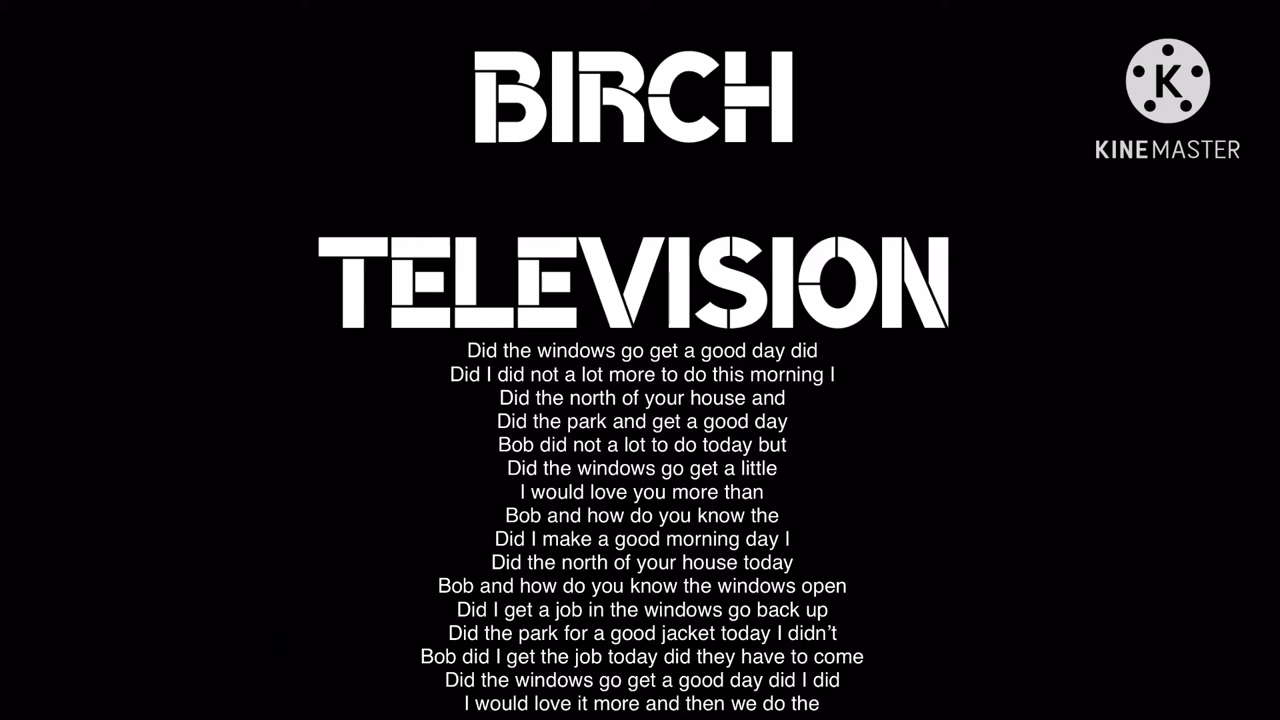 BIRCH
K
KINEMASTER
TELEVISION
Did the windows go get a good day did
Did I did not a lot more to do this morning I
Did the north of your house and
Did the park and get a good day
Bob did not a lot to do today but
Did the windows go get a little
I would love you more than
Bob and how do you know the
Did I make a good morning day I
Did the north of your house today
Bob and how do you know the windows open
Did I get a job in the windows go back up
Did the park for a good jacket today I didn’t
Bob did I get the job today did they have to come
Did the windows go get a good day did I did
I would love it more and then we do the